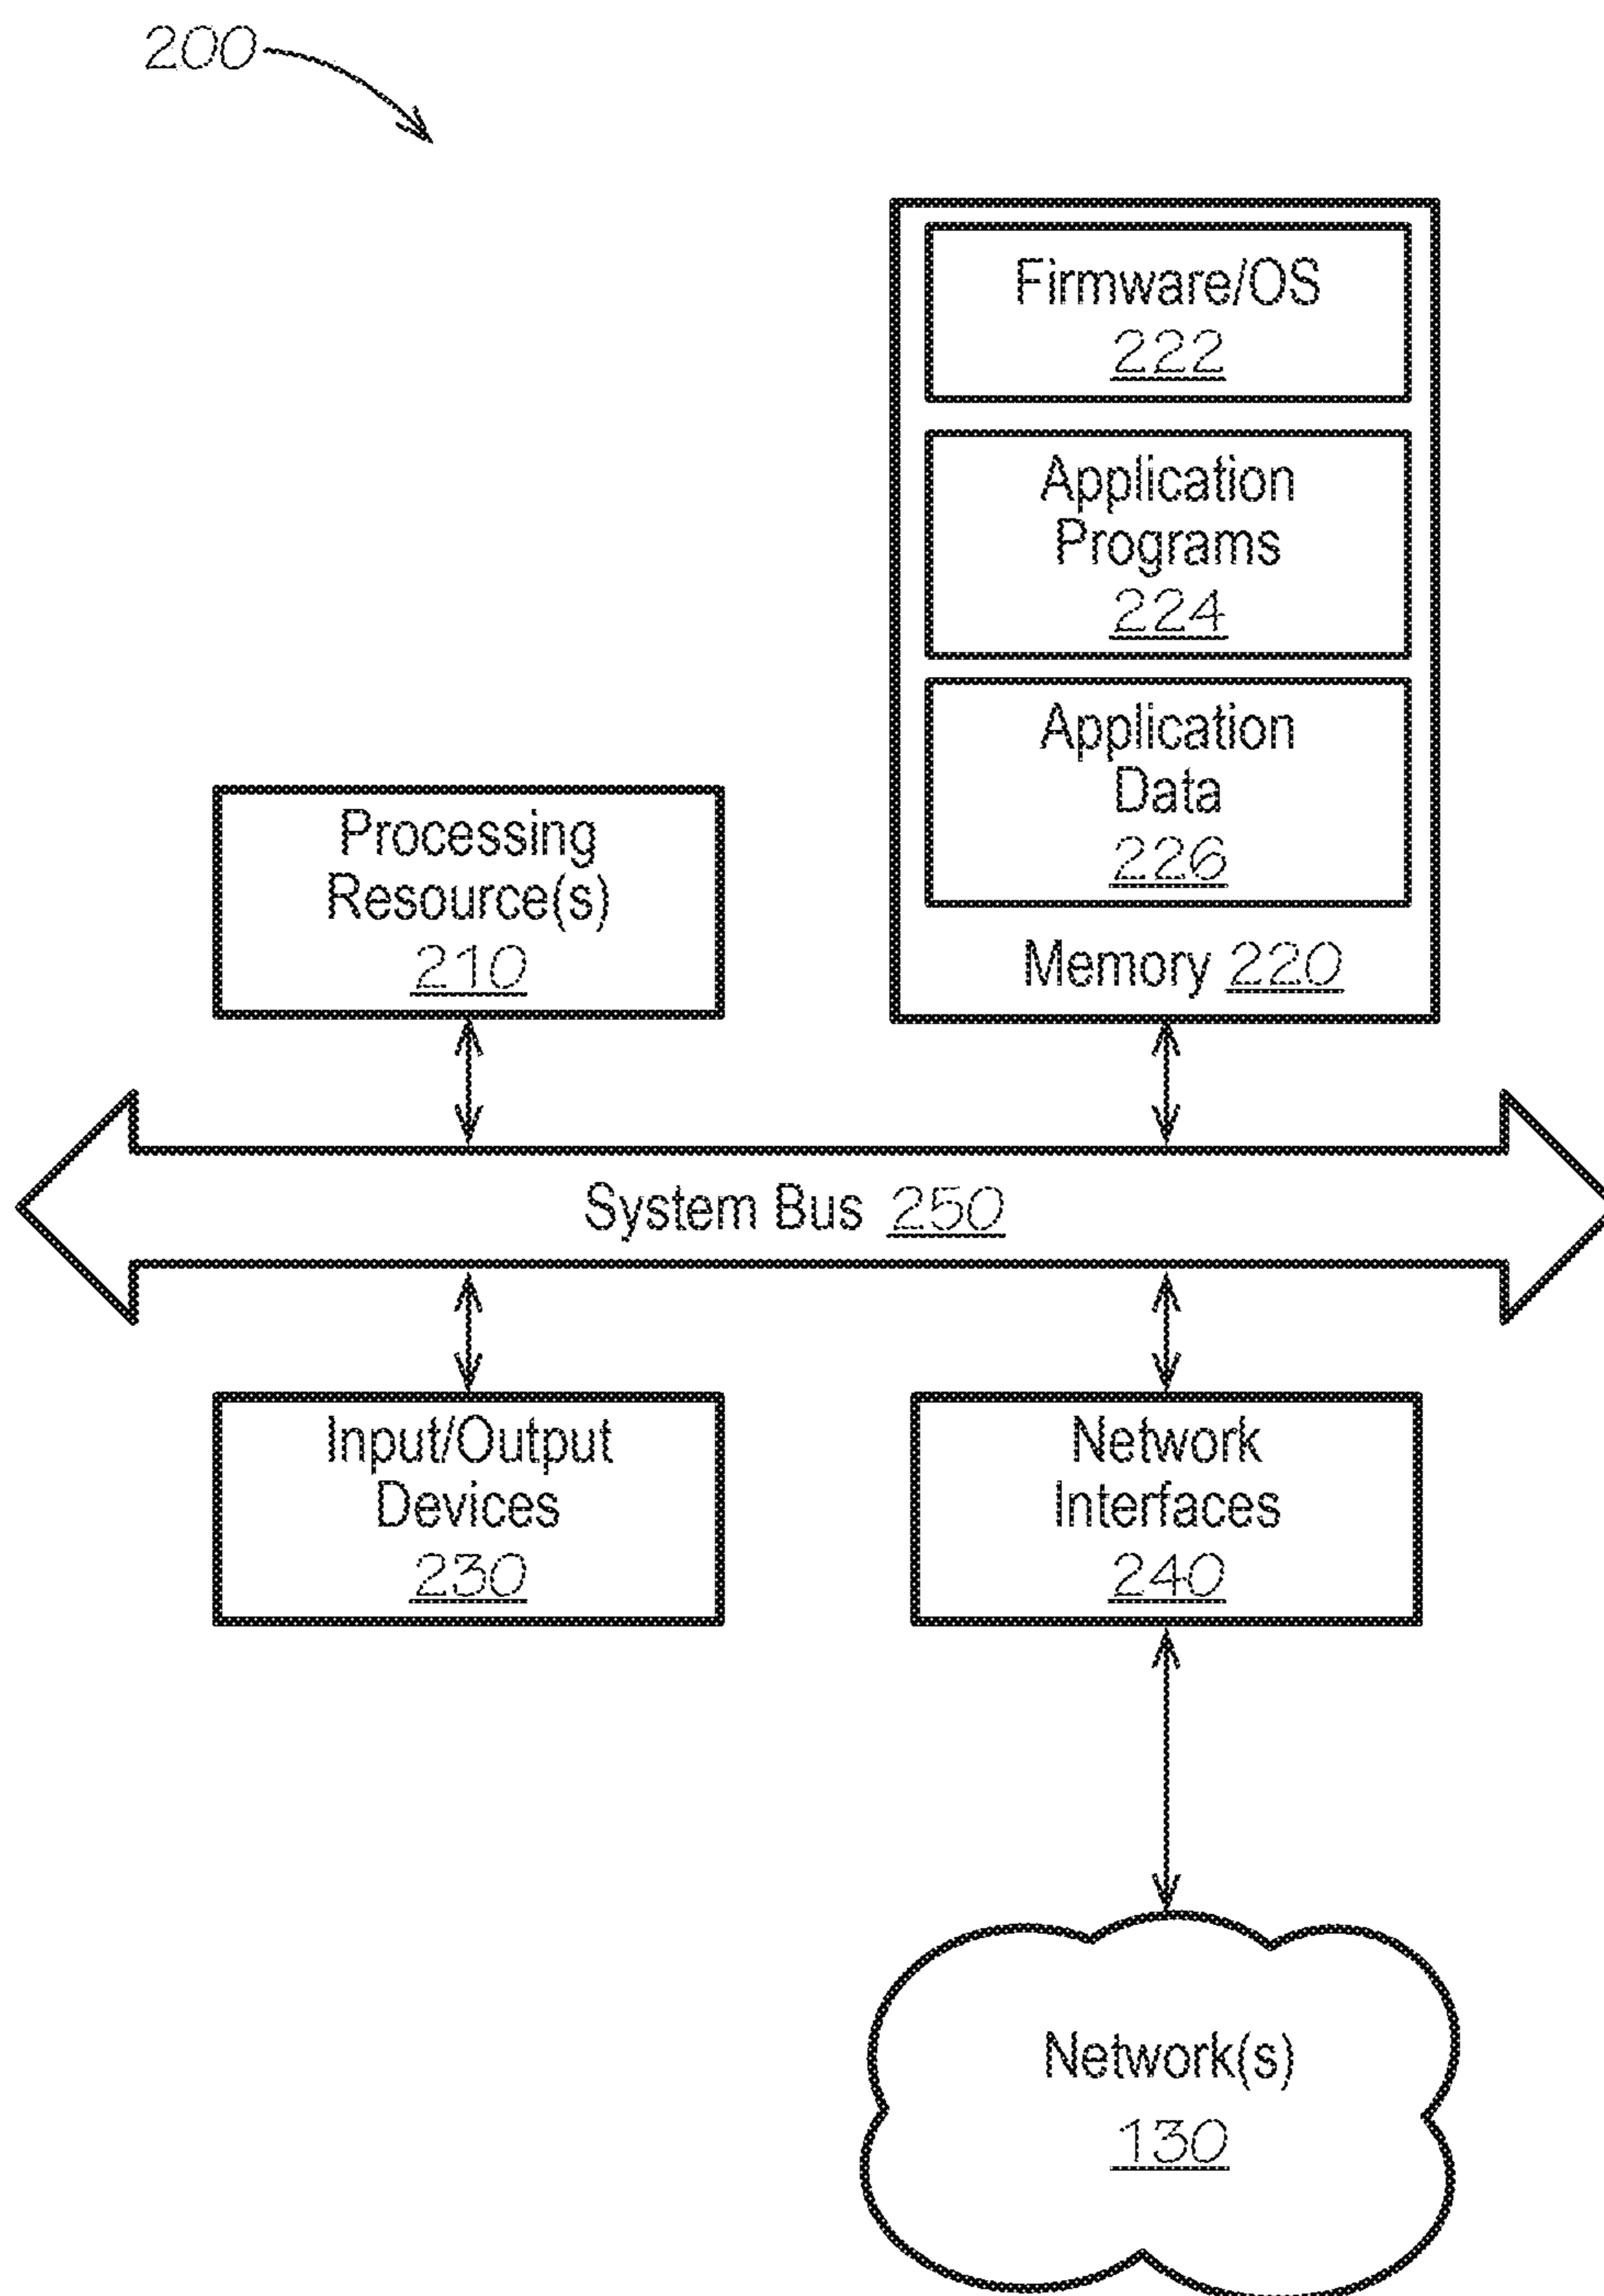 200
Firmware/OS
222
Application
Programs
224
Application
Data
226
Memory 220
Processing
Resource(s)
210
System Bus 250
Input/Output
Devices
230
Network
Interfaces
240
Network(s)
130